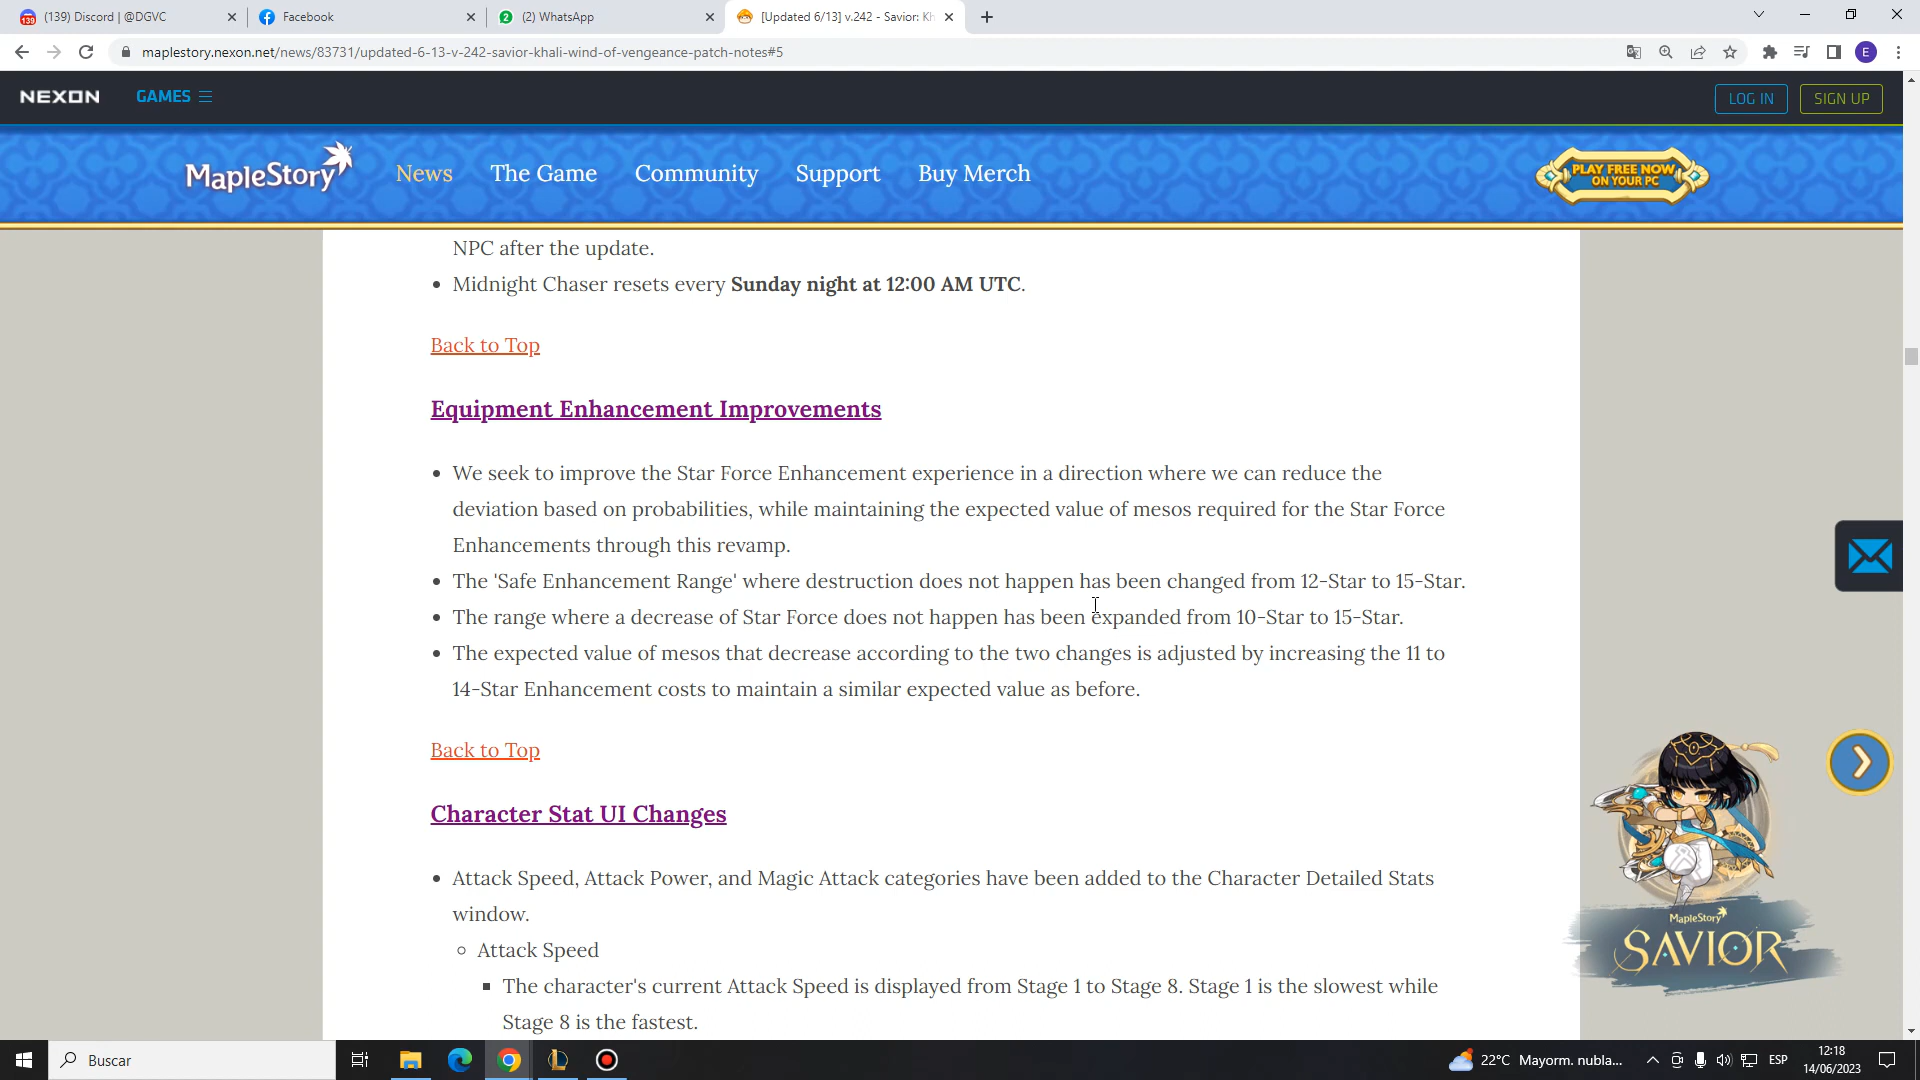 (139) Discord | @DGVC
Facebook
(2) WhatsApp
[Updated 6/13] v.242 - Savior: Kh
maplestory.nexon.net/news/83731/updated-6-13-v-242-savior-khali-wind-of-vengeance-patch-notes#5
E
NEXON
GAMES
LOG IN
SIGN UP
MapleStory
News
The Game
Community
Support
Buy Merch
PLAY FREE NOW
ON YOUR PC
NPC after the update.
Midnight Chaser resets every Sunday night at 12:00 AM UTC.
Back to Top
Equipment Enhancement Improvements
We seek to improve the Star Force Enhancement experience in a direction where we can reduce the
deviation based on probabilities, while maintaining the expected value of mesos required for the Star Force
Enhancements through this revamp.
The 'Safe Enhancement Range' where destruction does not happen has been changed from 12-Star to 15-Star.
The range where a decrease of Star Force does not happen has been expanded from 10-Star to 15-Star.
The expected value of mesos that decrease according to the two changes is adjusted by increasing the 11 to
14-Star Enhancement costs to maintain a similar expected value as before.
Back to Top
Character Stat UI Changes
Attack Speed, Attack Power, and Magic Attack categories have been added to the Character Detailed Stats
window.
Attack Speed
The character's current Attack Speed is displayed from Stage 1 to Stage 8. Stage 1 is the slowest while
Stage 8 is the fastest.
MapleStory
SAVIOR
Buscar
22°C Mayorm. nubla...
ESP
12:18
14/06/2023